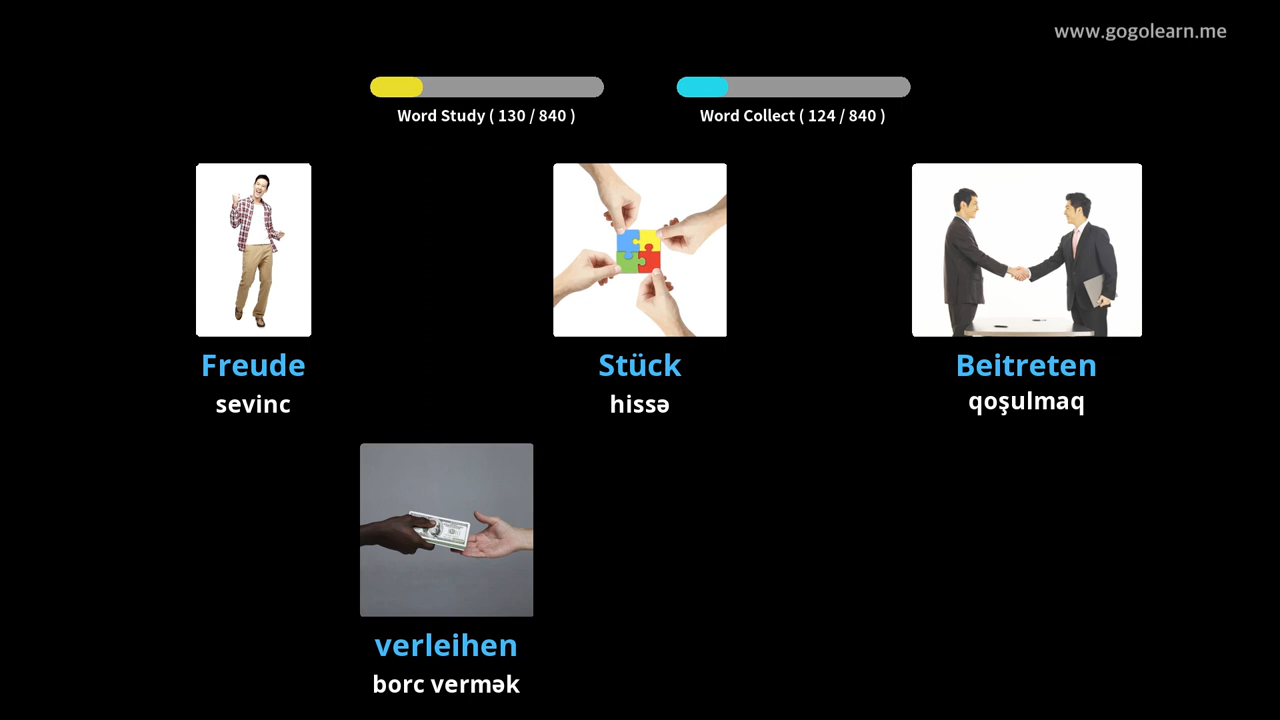 www.gogolearn.me
Word Study ( 130 / 840 )
Word Collect ( 124 / 840 )
Freude
sevinc
Stück
hissə
Beitreten
qoşulmaq
verleihen
borc vermək